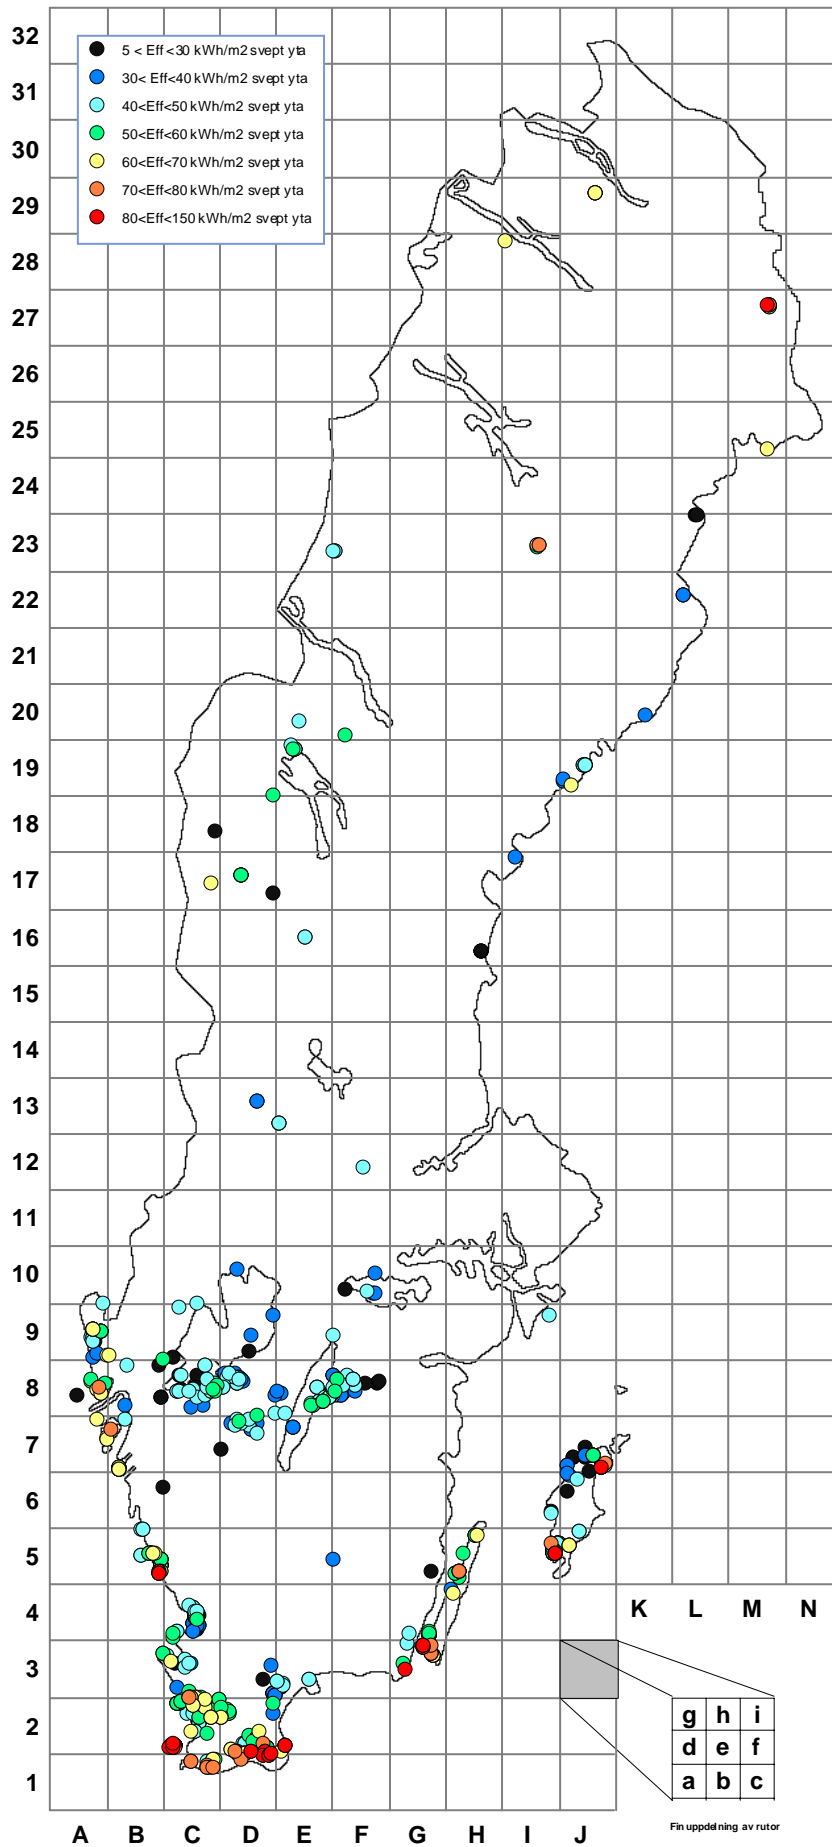 32
31
30
29
28
27
26
25
24
23
22
21
20
19
18
17
16
15
14
13
12
11
10
9
8
7
6
5
4
3
2
1
5 < Eff <30 kWh/m2 svept yta
30< Eff<40 kWh/m2 svept yta
40<Eff<50 kWh/m2 svept yta
50<Eff<60 kWh/m2 svept yta
60<Eff<70 kWh/m2 svept yta
70<Eff<80 kWh/m2 svept yta
80<Eff<150 kWh/m2 svept yta
K L M N
g h i
d e f
a b c
Finuppdelning av rutor
A B C D E F G H I J